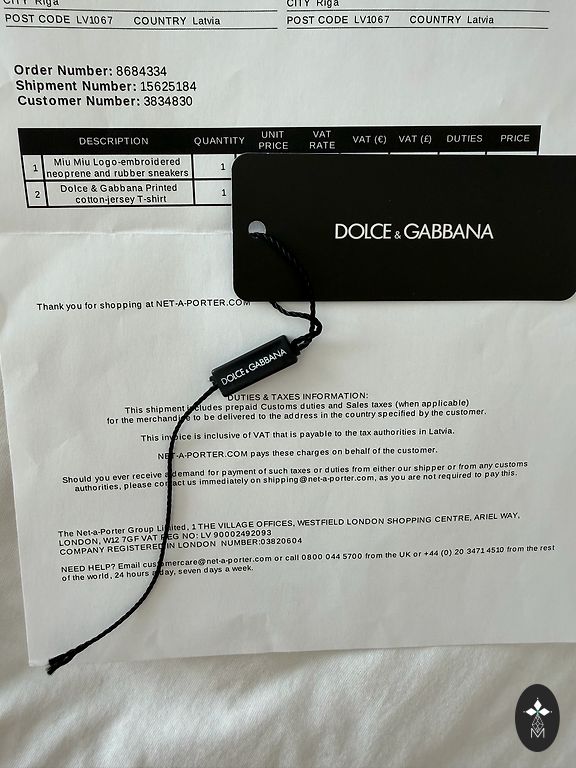 CITY Riga CITY Riga
POST CODE LV1067 COUNTRY Latvia POST CODE LV1067 COUNTRY Latvia
Order Number: 8684334
Shipment Number: 15625184
Customer Number: 3834830
DESCRIPTION QUANTITY UNIT PRICE VAT RATE VAT (€) VAT (£) DUTIES PRICE
1 Miu Miu Logo-embroidered 1
neoprene and rubber sneakers
2 Dolce & Gabbana Printed 1
cotton-jersey T-shirt
DOLCE & GABBANA
Thank you for shopping at NET-A-PORTER.COM
DOLCE & GABBANA
DUTIES & TAXES INFORMATION:
This shipment includes prepaid Customs duties and Sales taxes (when applicable)
for the merchandise to be delivered to the address in the country specified by the customer.
This invoice is inclusive of VAT that is payable to the tax authorities in Latvia.
NET-A-PORTER.COM pays these charges on behalf of the customer.
Should you ever receive a demand for payment of such taxes or duties from either our shipper or from any customs
authorities, please contact us immediately on shipping@net-a-porter.com, as you are not required to pay this.
The Net-a-Porter Group Limited, 1 THE VILLAGE OFFICES, WESTFIELD LONDON SHOPPING CENTRE, ARIEL WAY,
LONDON, W12 7GF VAT REG NO: LV 90002492093
COMPANY REGISTERED IN LONDON NUMBER:03820604
NEED HELP? Email customercare@net-a-porter.com or call 0800 044 5700 from the UK or +44 (0) 20 3471 4510 from the rest
of the world, 24 hours a day, seven days a week.
M